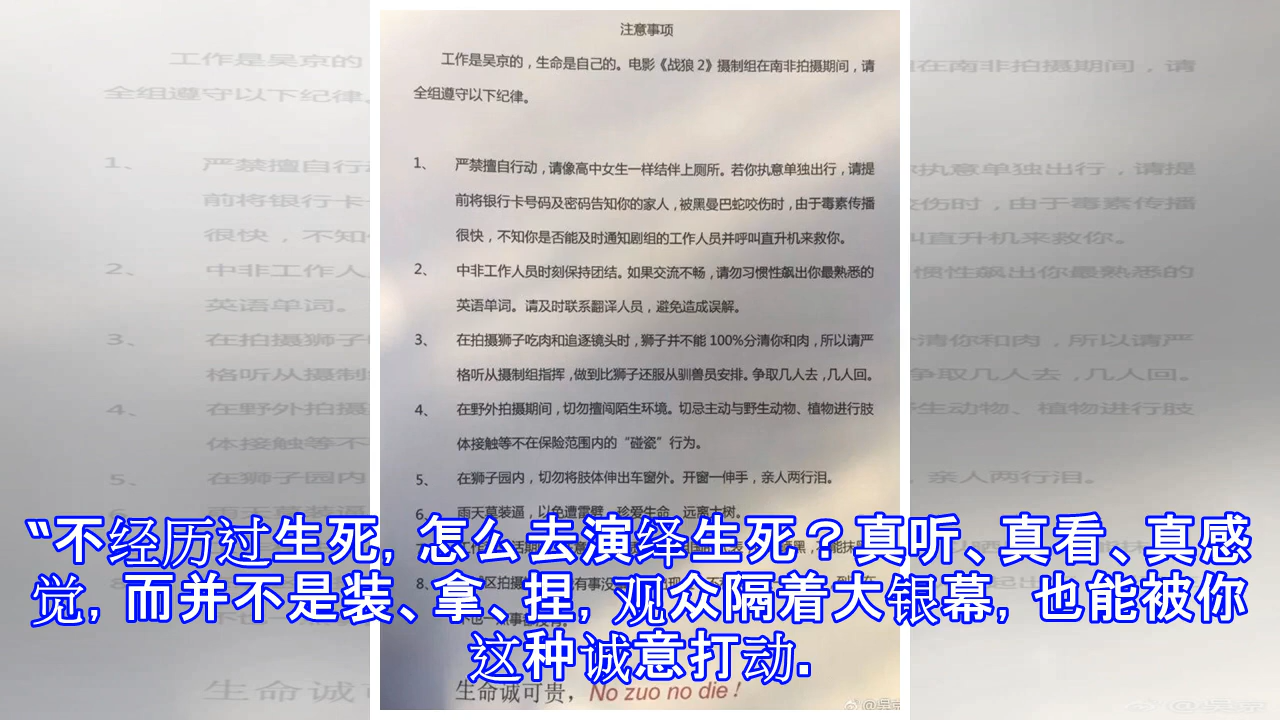 注意事项
工作是吴京的，生命是自己的。电影《战狼 2》摄制组在南非拍摄期间，请
全组遵守以下纪律。
1、 严禁擅自行动，请像高中女生一样结伴上厕所。若你执意单独出行，请提
前将银行卡号码及密码告知你的家人，被黑曼巴蛇咬伤时，由于毒素传播
很快，不知你是否能及时通知剧组的工作人员并呼叫直升机来救你。
2、 中非工作人员时刻保持团结。如果交流不畅，请勿习惯性飙出你最熟悉的
英语单词。请及时联系翻译人员，避免造成误解。
3、 在拍摄狮子吃肉和追逐镜头时，狮子并不能 100%分清你和肉，所以请严
格听从摄制组指挥，做到比狮子还服从驯兽员安排。争取几人去，几人回。
4、 在野外拍摄期间，切勿擅闯陌生环境。切忌主动与野生动物、植物进行肢
体接触等不在保险范围内的“碰瓷”行为。
5、 在狮子园内，切勿将肢体伸出车窗外。开窗一伸手，亲人两行泪。
6、 雨天莫装逼，以免遭雷劈。珍爱生命，远离大树。
8、
生命诚可贵，No zuo no die！
“不经历过生死, 怎么去演绎生死？真听、真看、真感
觉, 而并不是装、拿、捏, 观众隔着大银幕, 也能被你
这种诚意打动.